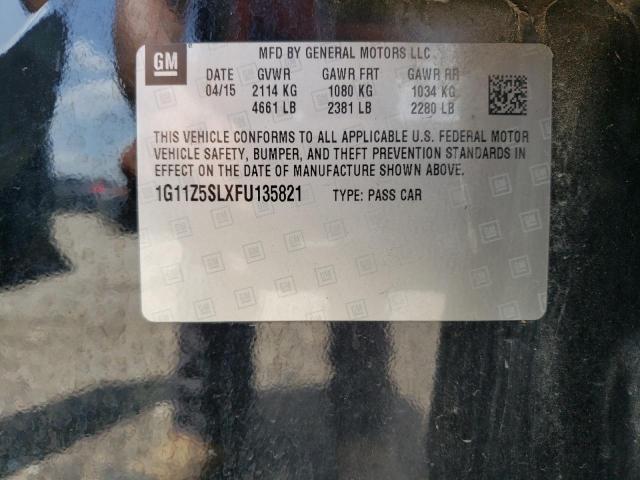 GM
MFD BY GENERAL MOTORS LLC
DATE GVWR GAWR FRT GAWR RR
04/15 2114 KG 1080 KG 1034 KG
4661 LB 2381 LB 2280 LB
THIS VEHICLE CONFORMS TO ALL APPLICABLE U.S. FEDERAL MOTOR
VEHICLE SAFETY, BUMPER, AND THEFT PREVENTION STANDARDS IN
EFFECT ON THE DATE OF MANUFACTURE SHOWN ABOVE.
1G11Z5SLXFU135821 TYPE: PASS CAR